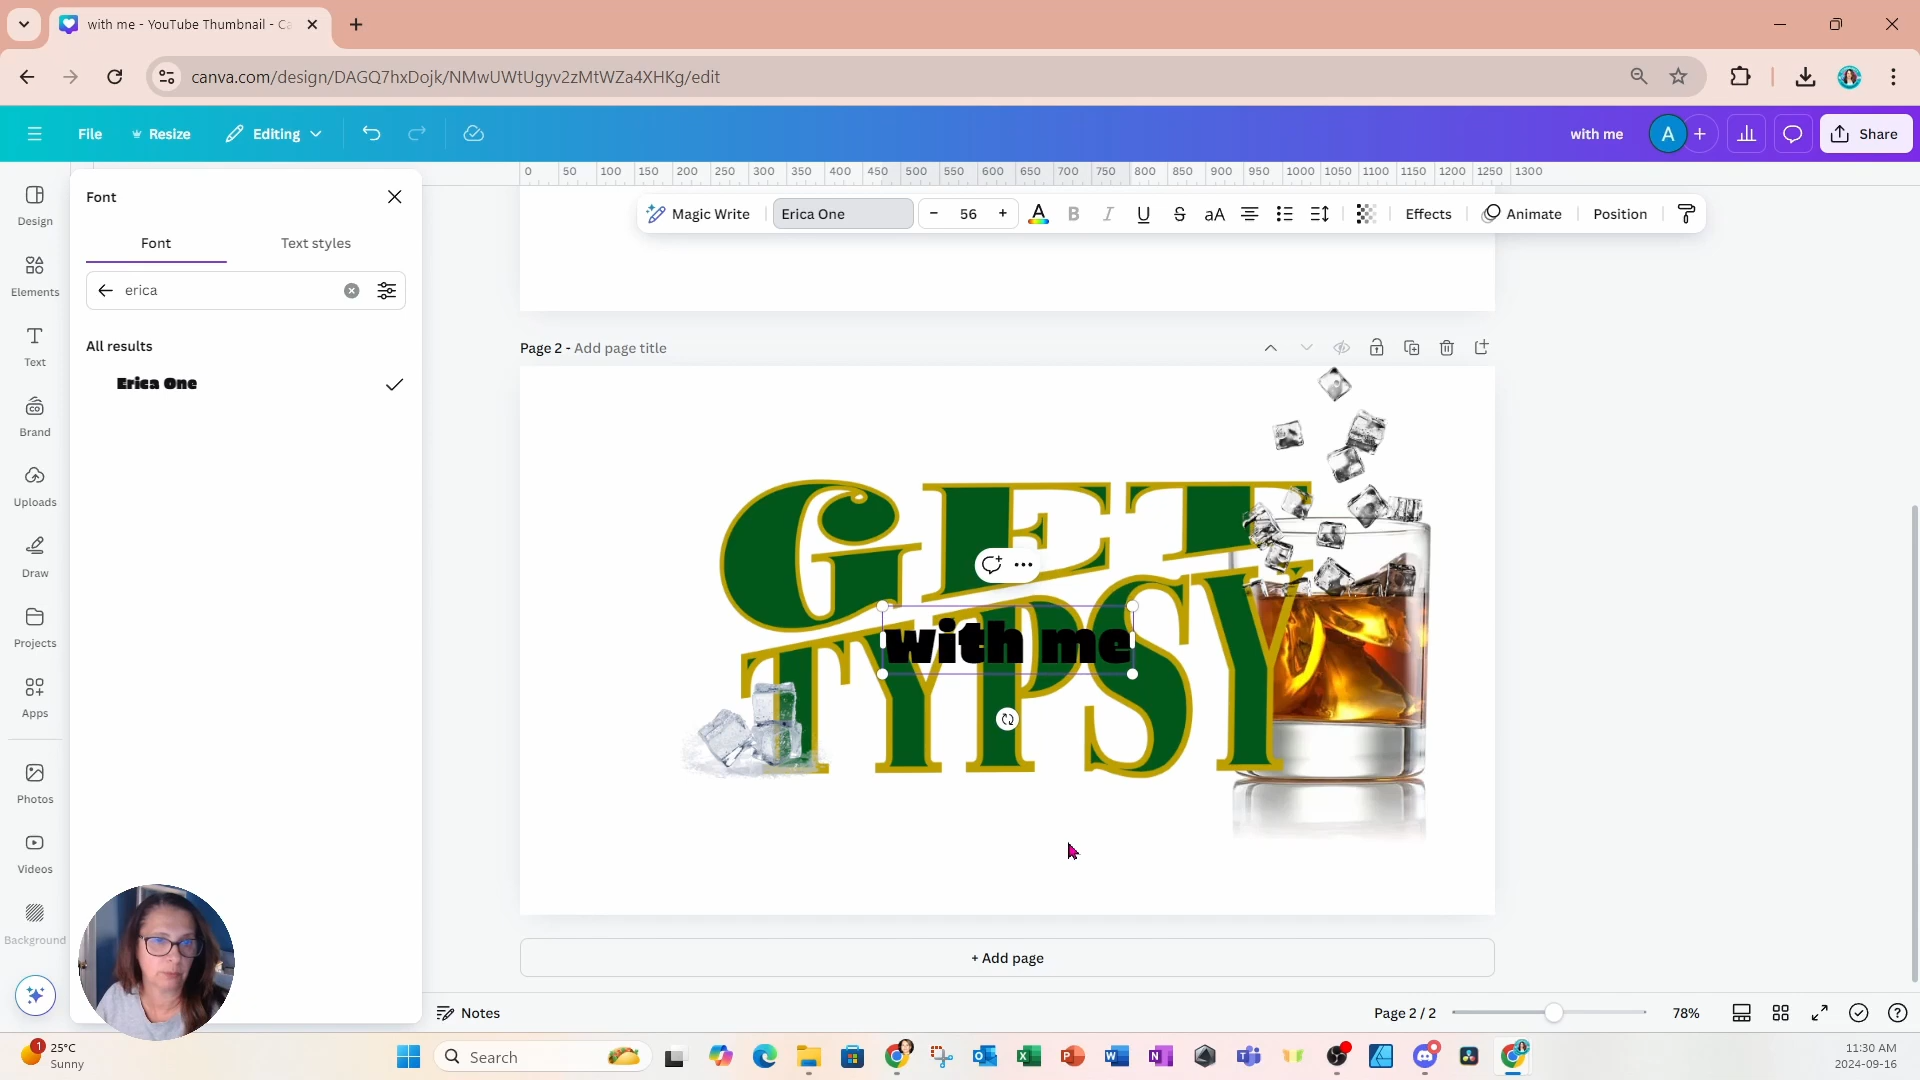 with me - YouTube Thumbnail - Ca
canva.com/design/DAGQ7hxDojk/NMwUWtUgyv2zMtWZa4XHKg/edit
File
Resize
Editing
with me
A
Share
0 50 100 150 200 250 300 350 400 450 500 550 600 650 700 750 800 850 900 950 1000 1050 1100 1150 1200 1250 1300
Design
Elements
Text
Brand
Uploads
Draw
Projects
Apps
Photos
Videos
Background
Font
Font
Text styles
erica
All results
Erica One
Magic Write
Erica One
56
A
B
I
U
S
aA
Effects
Animate
Position
Page 2 - Add page title
GET
TYPSY
with me
+ Add page
Notes
Page 2 / 2
78%
1
25°C
Sunny
Search
11:30 AM
2024-09-16